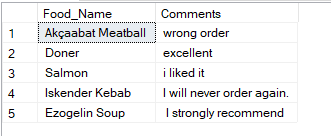 Food_Name Comments
1 Akçaabat Meatball wrong order
2 Doner excellent
3 Salmon i liked it
4 Iskender Kebab I will never order again.
5 Ezogelin Soup I strongly recommend